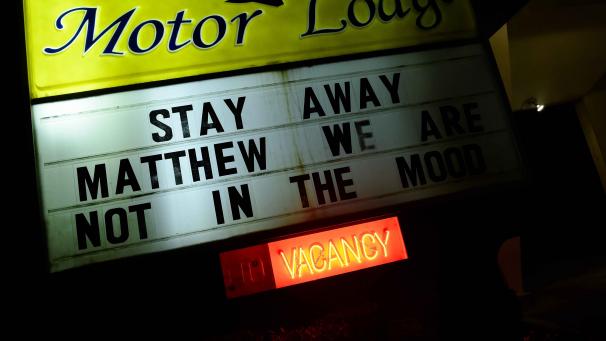 Motor Lodge
STAY AWAY
MATTHEW WE ARE
NOT IN THE MOOD
VACANCY